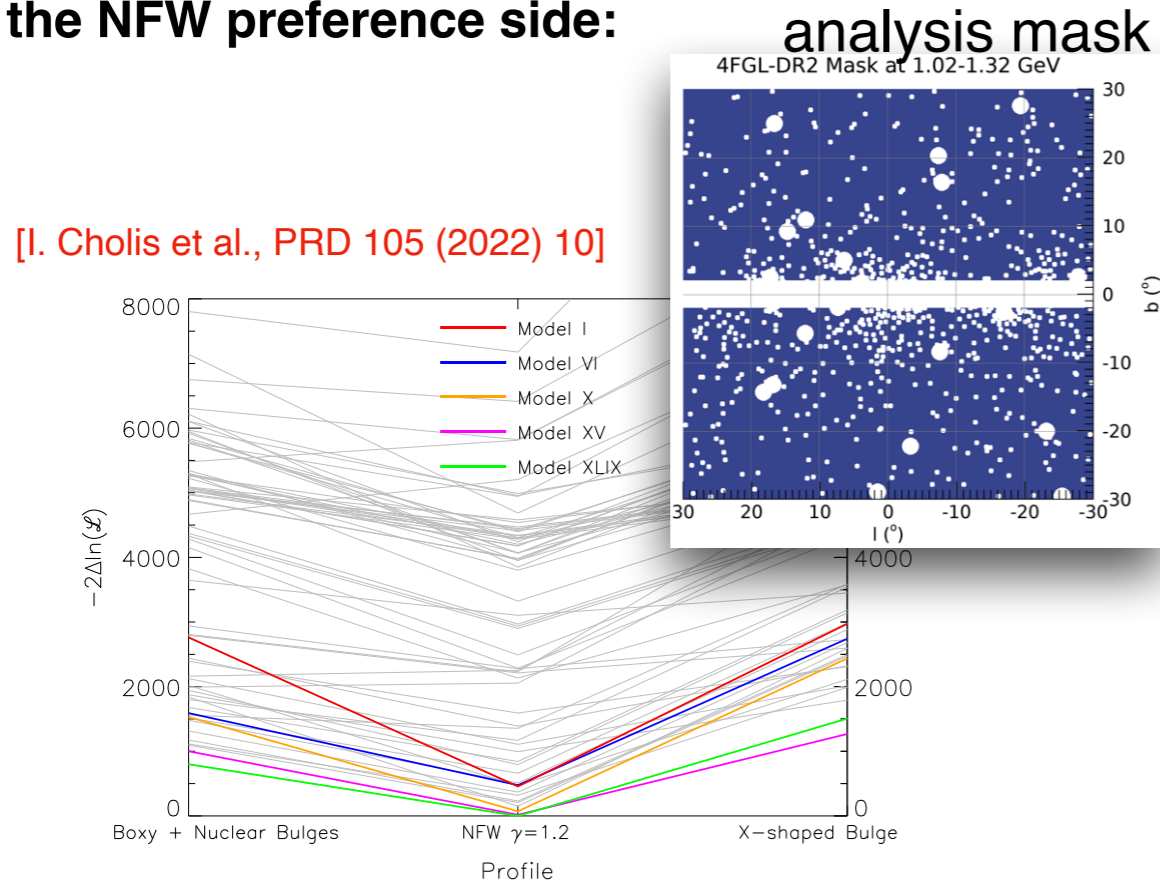 the NFW preference side:
analysis mask
4FGL-DR2 Mask at 1.02-1.32 GeV
30
20
10
0
-10
-20
-30
b (°)
30 20 10 0 -10 -20 -30
l (°)
[I. Cholis et al., PRD 105 (2022) 10]
8000
6000
4000
2000
0
−2Δln(ℒ)
Model I
Model VI
Model X
Model XV
Model XLIX
4000
2000
0
Boxy + Nuclear Bulges NFW γ=1.2 X-shaped Bulge
Profile